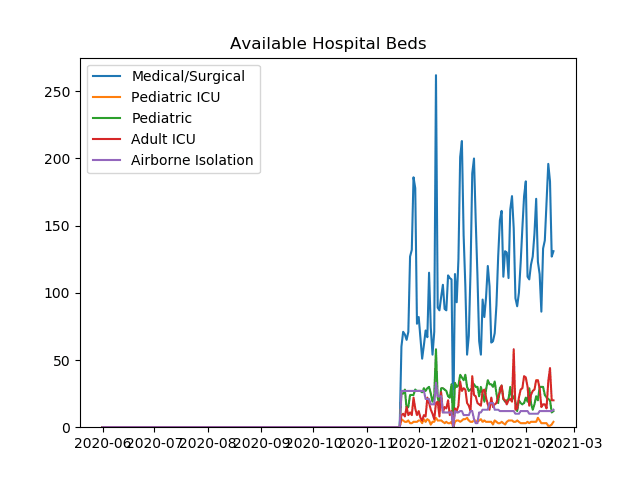 Available Hospital Beds
Medical/Surgical
Pediatric ICU
Pediatric
Adult ICU
Airborne Isolation
250
200
150
100
50
0
2020-06 2020-07 2020-08 2020-09 2020-10 2020-11 2020-12 2021-01 2021-02 2021-03